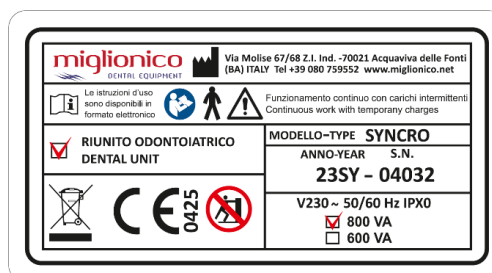 miglionico
DENTAL EQUIPMENT
Via Molise 67/68 Z.I. Ind. -70021 Acquaviva delle Fonti
(BA) ITALY Tel +39 080 759552 www.miglionico.net
Le istruzioni d'uso
sono disponibili in
formato elettronico
Funzionamento continuo con carichi intermittenti
Continuous work with temporany charges
RIUNITO ODONTOIATRICO
DENTAL UNIT
MODELLO-TYPE SYNCRO
ANNO-YEAR S.N.
23SY - 04032
CE 0425
V230 ~ 50/60 Hz IPX0
800 VA
600 VA